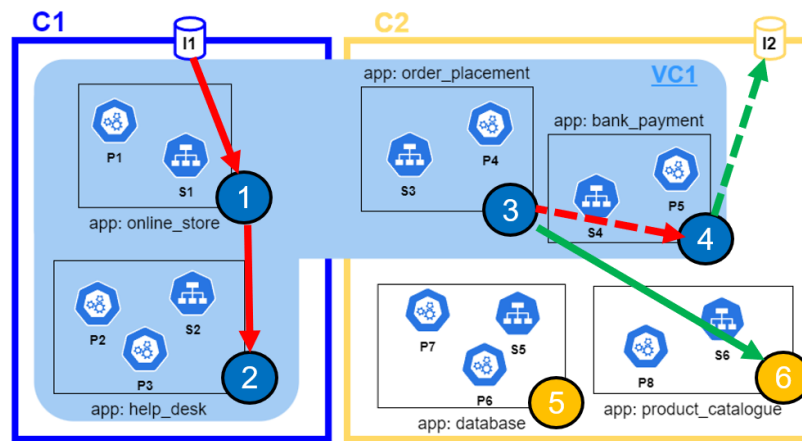 C1
C2
I1
I2
VC1
app: order_placement
app: bank_payment
P1
S1
P4
S3
P5
S4
1
3
4
app: online_store
P2
S2
P3
2
app: help_desk
P7
S5
P6
5
app: database
S6
P8
6
app: product_catalogue